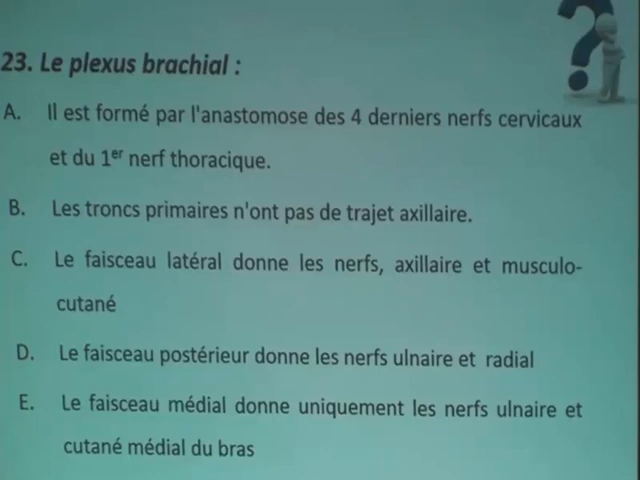 23. Le plexus brachial :
A. Il est formé par l'anastomose des 4 derniers nerfs cervicaux
et du 1er nerf thoracique.
B. Les troncs primaires n'ont pas de trajet axillaire.
C. Le faisceau latéral donne les nerfs, axillaire et musculo-
cutané
D. Le faisceau postérieur donne les nerfs ulnaire et radial
E. Le faisceau médial donne uniquement les nerfs ulnaire et
cutané médial du bras